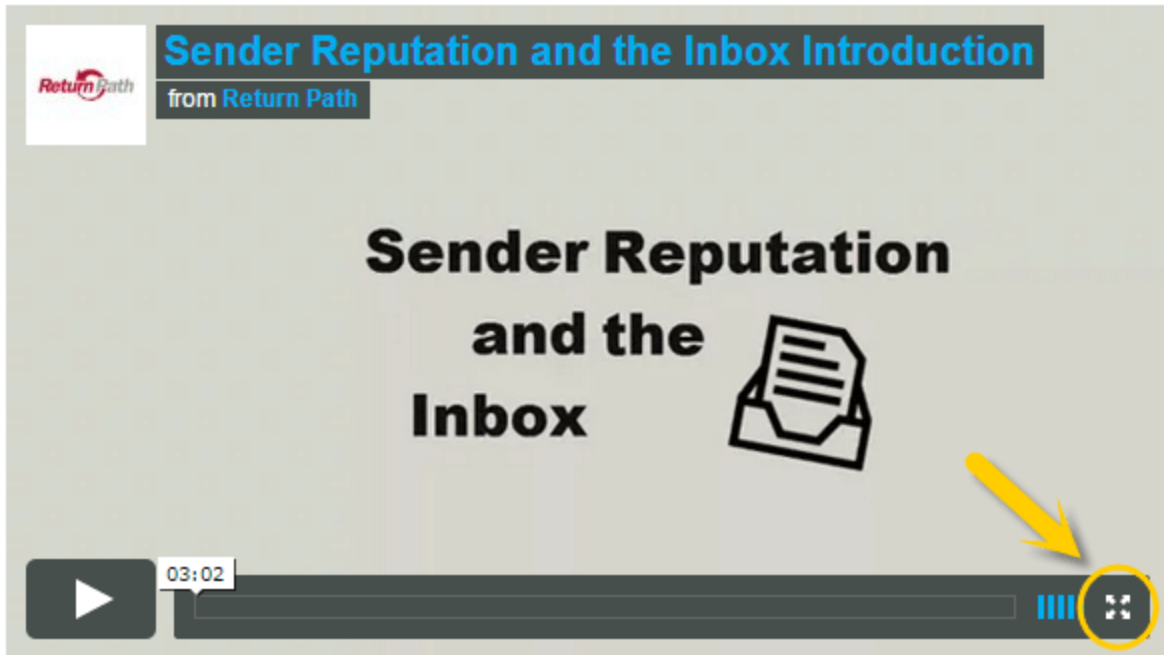 Return Path
Sender Reputation and the Inbox Introduction
from Return Path
Sender Reputation
and the
Inbox
03:02